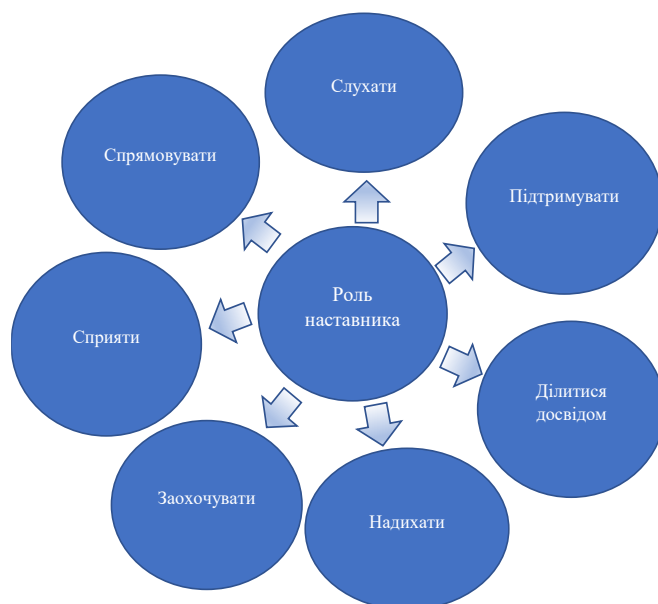 Слухати
Спрямовувати
Підтримувати
Роль
наставника
Сприяти
Ділитися
досвідом
Заохочувати
Надихати